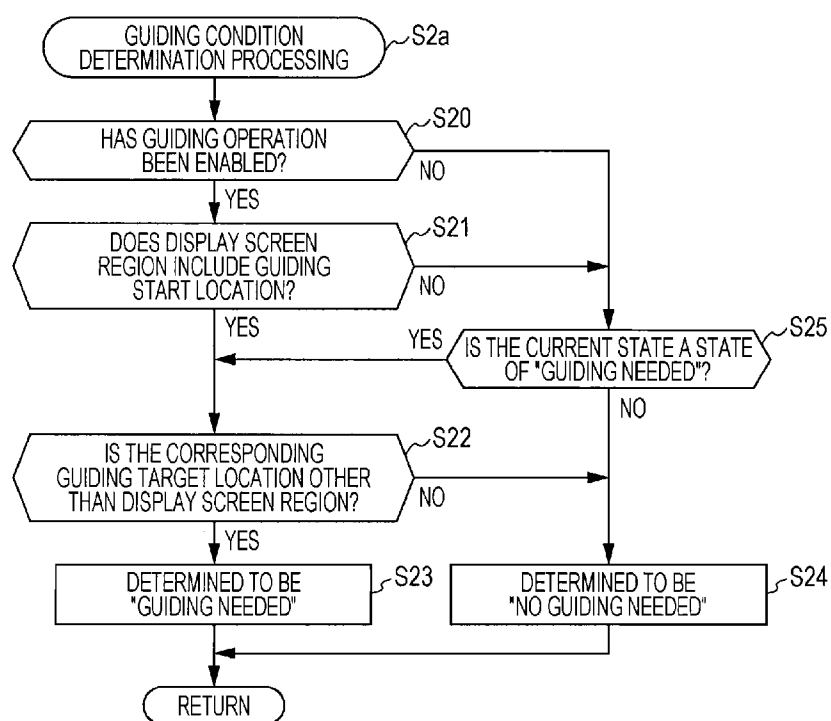 GUIDING CONDITION
DETERMINATION PROCESSING
S2a
HAS GUIDING OPERATION
BEEN ENABLED?
S20
NO
YES
DOES DISPLAY SCREEN
REGION INCLUDE GUIDING
START LOCATION?
S21
NO
YES
YES
IS THE CURRENT STATE A STATE
OF "GUIDING NEEDED"?
S25
NO
IS THE CORRESPONDING
GUIDING TARGET LOCATION OTHER
THAN DISPLAY SCREEN REGION?
S22
NO
YES
DETERMINED TO BE
"GUIDING NEEDED"
S23
DETERMINED TO BE
"NO GUIDING NEEDED"
S24
RETURN